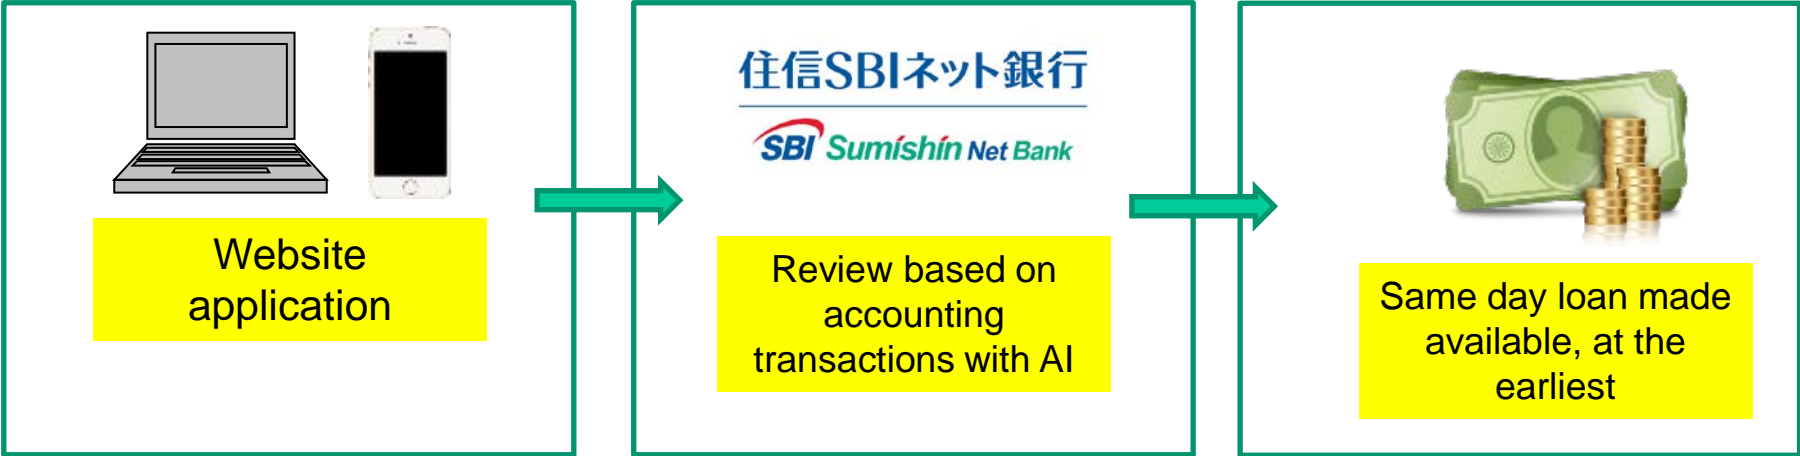 Website
application
住信SBIネット銀行
SBI Sumishin Net Bank
Review based on
accounting
transactions with AI
Same day loan made
available, at the
earliest